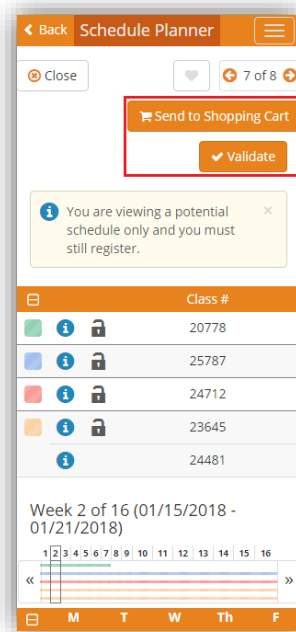 Back Schedule Planner
Close 7 of 8
Send to Shopping Cart
Validate
You are viewing a potential
schedule only and you must
still register.
Class #
20778
25787
24712
23645
24481
Week 2 of 16 (01/15/2018 -
01/21/2018)
1 2 3 4 5 6 7 8 9 10 11 12 13 14 15 16
« »
M T W Th F